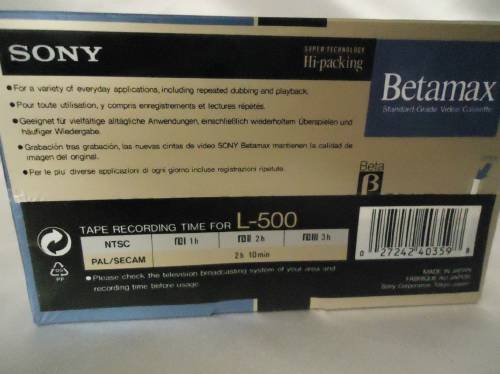 SONY
SUPER TECHNOLOGY
Hi-packing
Betamax
Standard Grade Video Cassette
• For a variety of everyday applications, including repeated dubbing and playback.
• Pour toute utilisation, y compris enregistrements et lectures répétés.
• Geeignet für vielfältige alltägliche Anwendungen, einschließlich wiederholtem Überspielen und
häufiger Wiedergabe.
• Grabación tras grabación, las nuevas cintas de video SONY Betamax mantienen la calidad de
imagen del original.
• Per le piu' diverse applicazioni di ogni giorno incluse registrazioni ripetute.
Beta
β
TAPE RECORDING TIME FOR L-500
NTSC βI 1h βII 2h βIII 3h
PAL/SECAM 2h 10min
• Please check the television broadcasting system of your area and
recording time before usage.
PP
0 27242 40359 8
MADE IN JAPAN
FABRIQUE AU JAPON
Sony Corporation Tokyo Japan